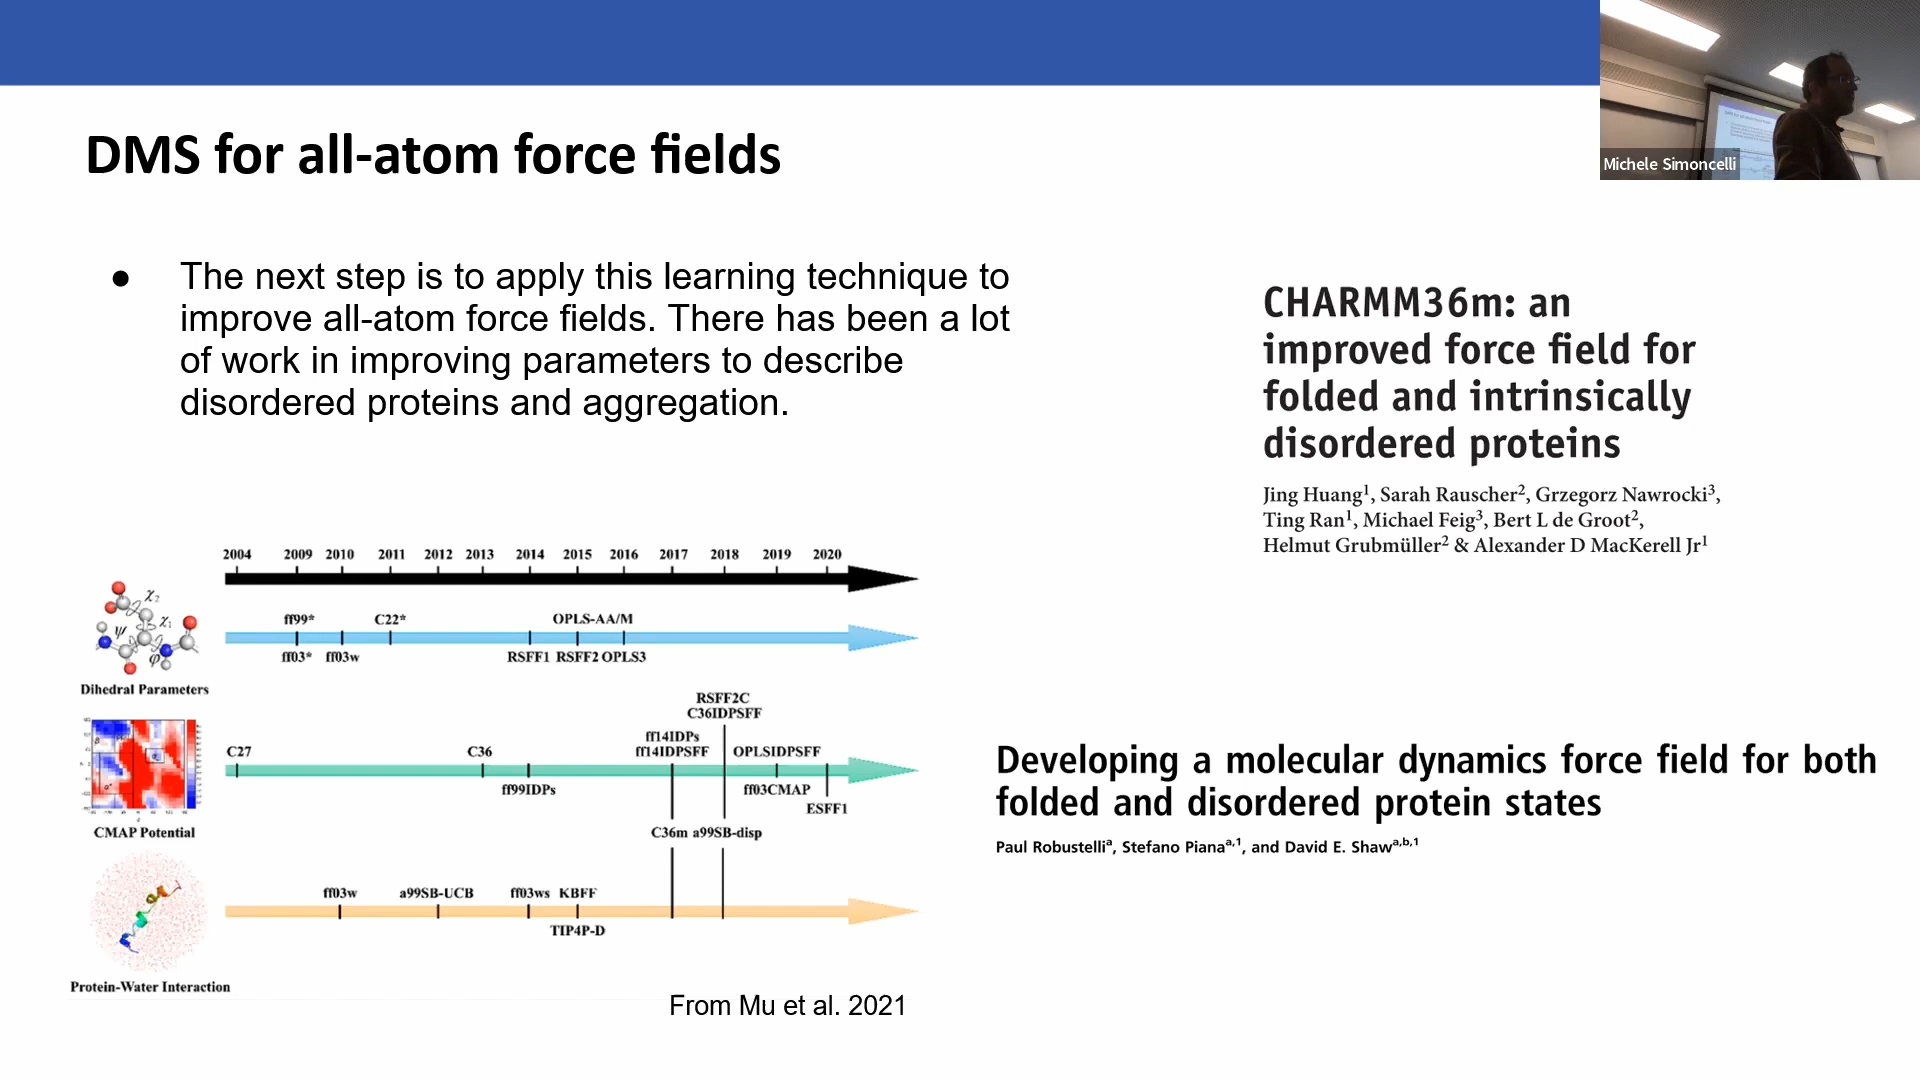 DMS for all-atom force fields
Michele Simoncelli
● The next step is to apply this learning technique to
improve all-atom force fields. There has been a lot
of work in improving parameters to describe
disordered proteins and aggregation.
CHARMM36m: an
improved force field for
folded and intrinsically
disordered proteins
Jing Huang1, Sarah Rauscher2, Grzegorz Nawrocki3,
Ting Ran1, Michael Feig3, Bert L de Groot2,
Helmut Grubmüller2 & Alexander D MacKerell Jr1
2004 2009 2010 2011 2012 2013 2014 2015 2016 2017 2018 2019 2020
χ2
χ1
ψ
φ
Dihedral Parameters
ff99* C22* OPLS-AA/M
ff03* ff03w RSFF1 RSFF2 OPLS3
RSFF2C
C36IDPSFF
ff14IDPs
C27 C36 ff14IDPSFF OPLSIDPSFF
ff99IDPs ff03CMAP
ESFF1
CMAP Potential
C36m a99SB-disp
ff03w a99SB-UCB ff03ws KBFF
TIP4P-D
Protein-Water Interaction
From Mu et al. 2021
Developing a molecular dynamics force field for both
folded and disordered protein states
Paul Robustellia, Stefano Pianaa,1, and David E. Shawa,b,1